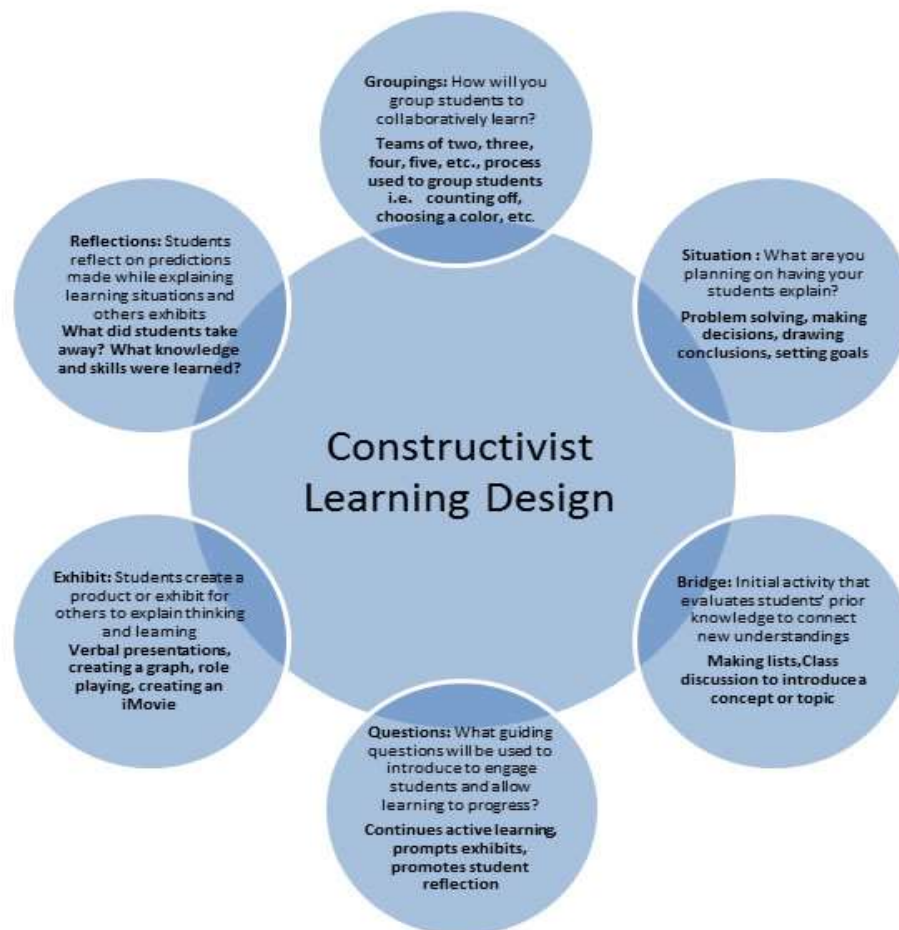 Groupings: How will you
group students to
collaboratively learn?
Teams of two, three,
four, five, etc., process
used to group students
i.e. counting off,
choosing a color, etc.
Situation : What are you
planning on having your
students explain?
Problem solving, making
decisions, drawing
conclusions, setting goals
Bridge: Initial activity that
evaluates students' prior
knowledge to connect
new understandings
Making lists,Class
discussion to introduce a
concept or topic
Questions: What guiding
questions will be used to
introduce to engage
students and allow
learning to progress?
Continues active learning,
prompts exhibits,
promotes student
reflection
Exhibit: Students create a
product or exhibit for
others to explain thinking
and learning
Verbal presentations,
creating a graph, role
playing, creating an
iMovie
Reflections: Students
reflect on predictions
made while explaining
learning situations and
others exhibits
What did students take
away? What knowledge
and skills were learned?
Constructivist
Learning Design